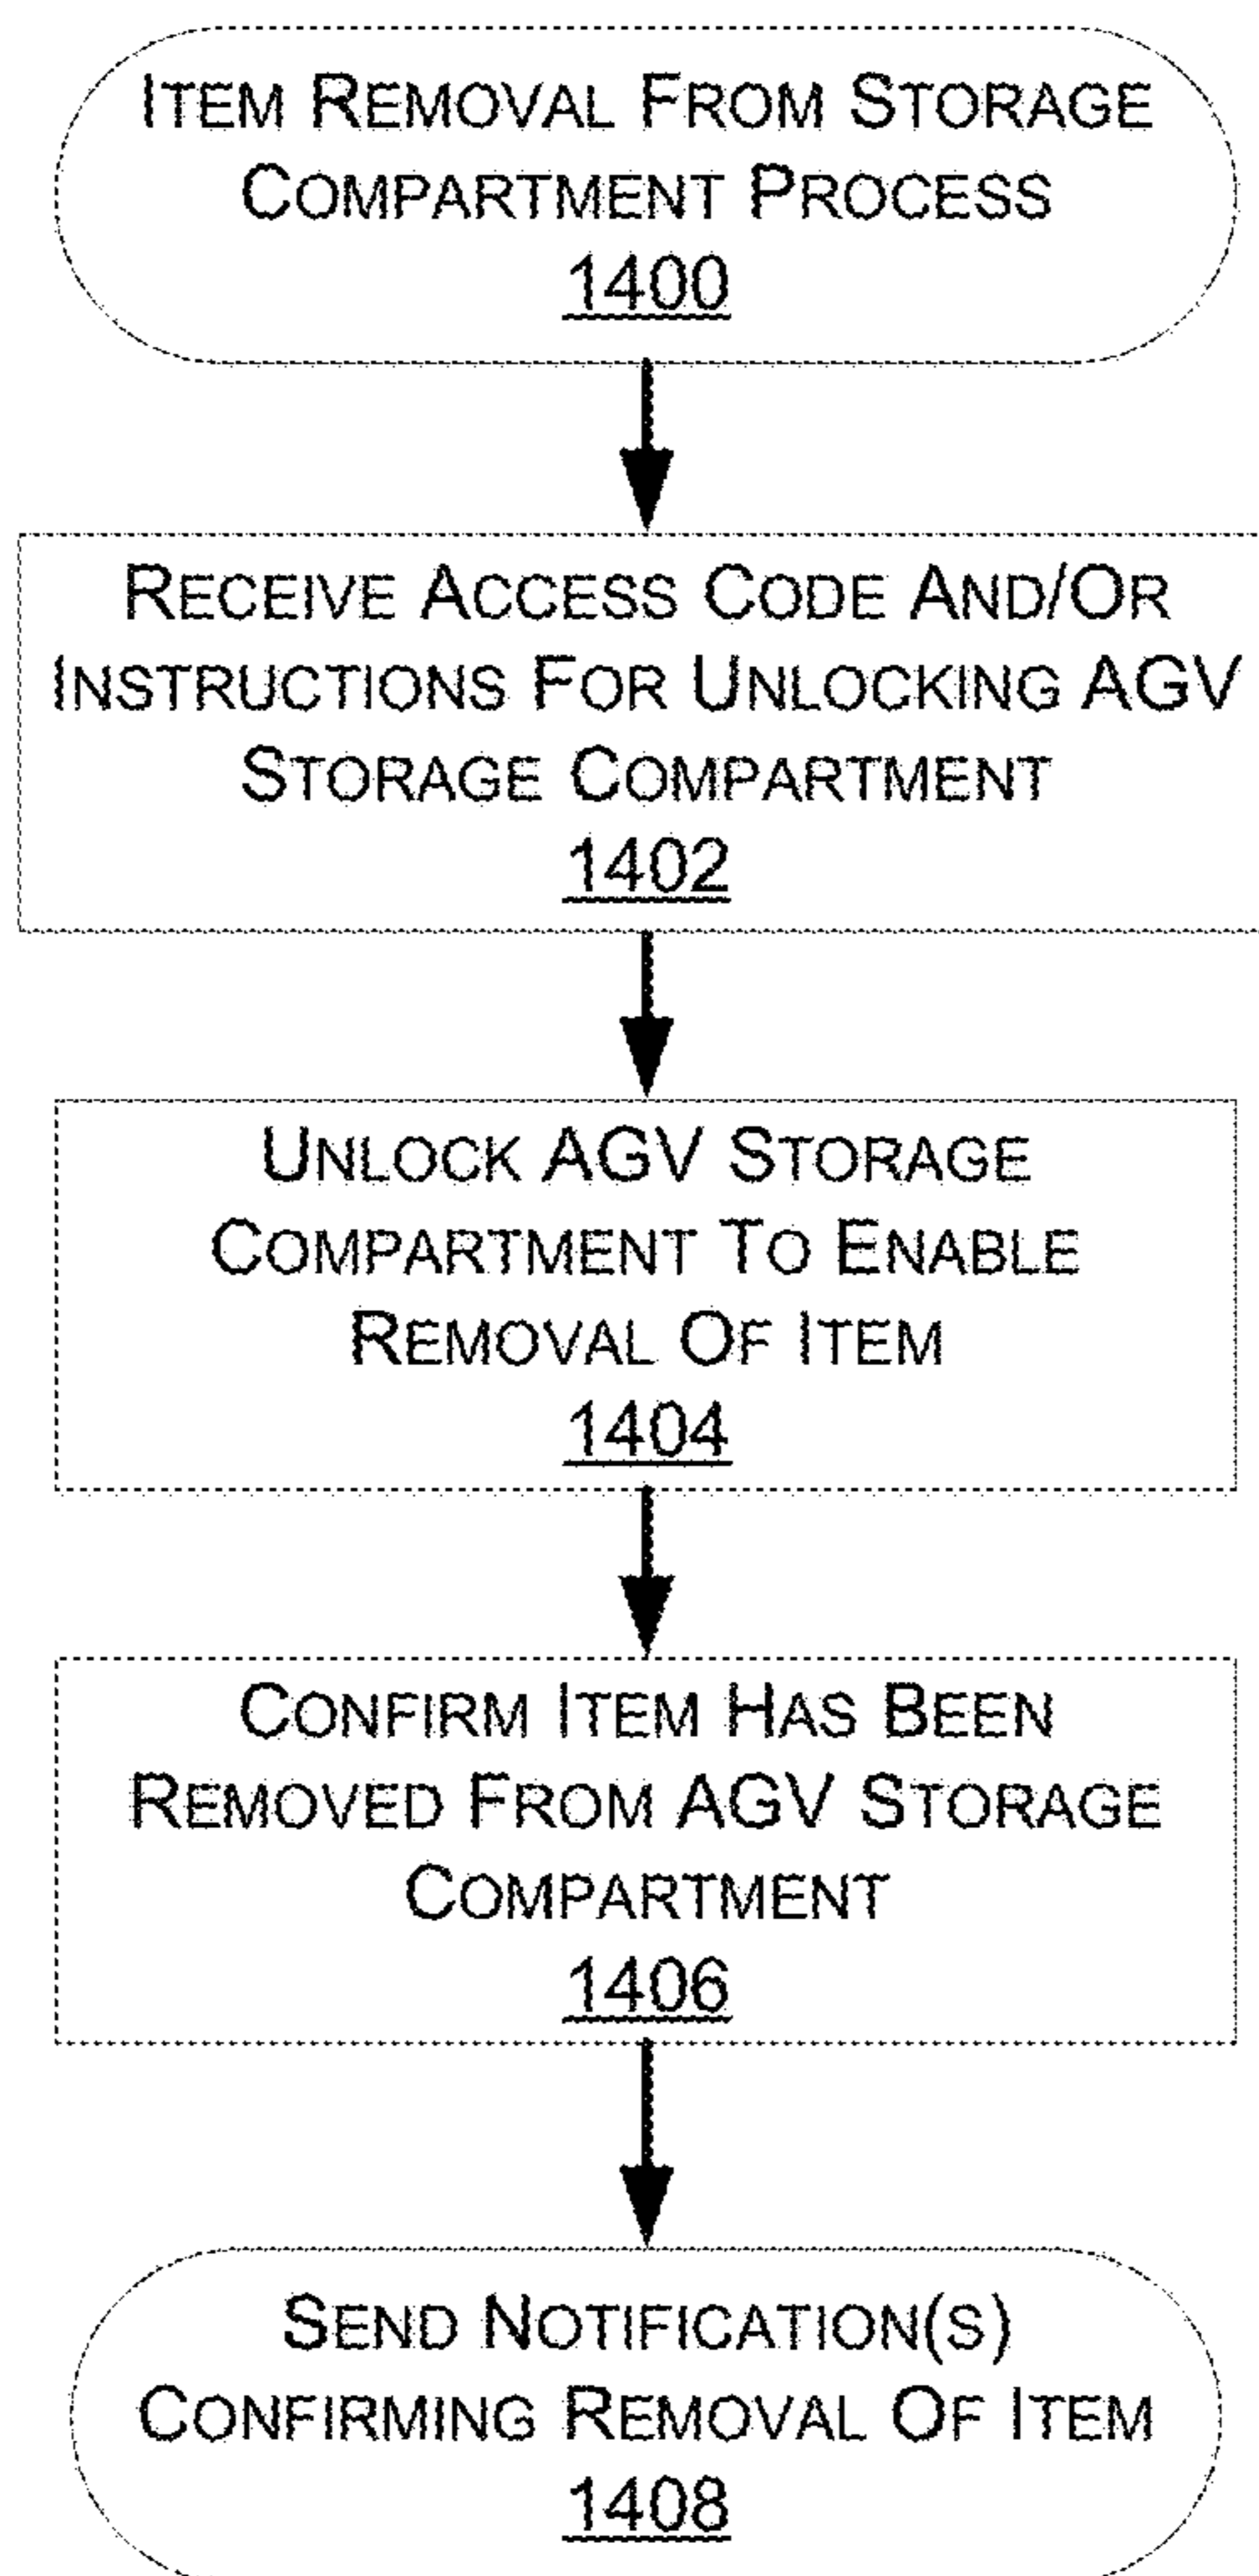 ITEM REMOVAL FROM STORAGE
COMPARTMENT PROCESS
1400
RECEIVE ACCESS CODE AND/OR
INSTRUCTIONS FOR UNLOCKING AGV
STORAGE COMPARTMENT
1402
UNLOCK AGV STORAGE
COMPARTMENT TO ENABLE
REMOVAL OF ITEM
1404
CONFIRM ITEM HAS BEEN
REMOVED FROM AGV STORAGE
COMPARTMENT
1406
SEND NOTIFICATION(S)
CONFIRMING REMOVAL OF ITEM
1408